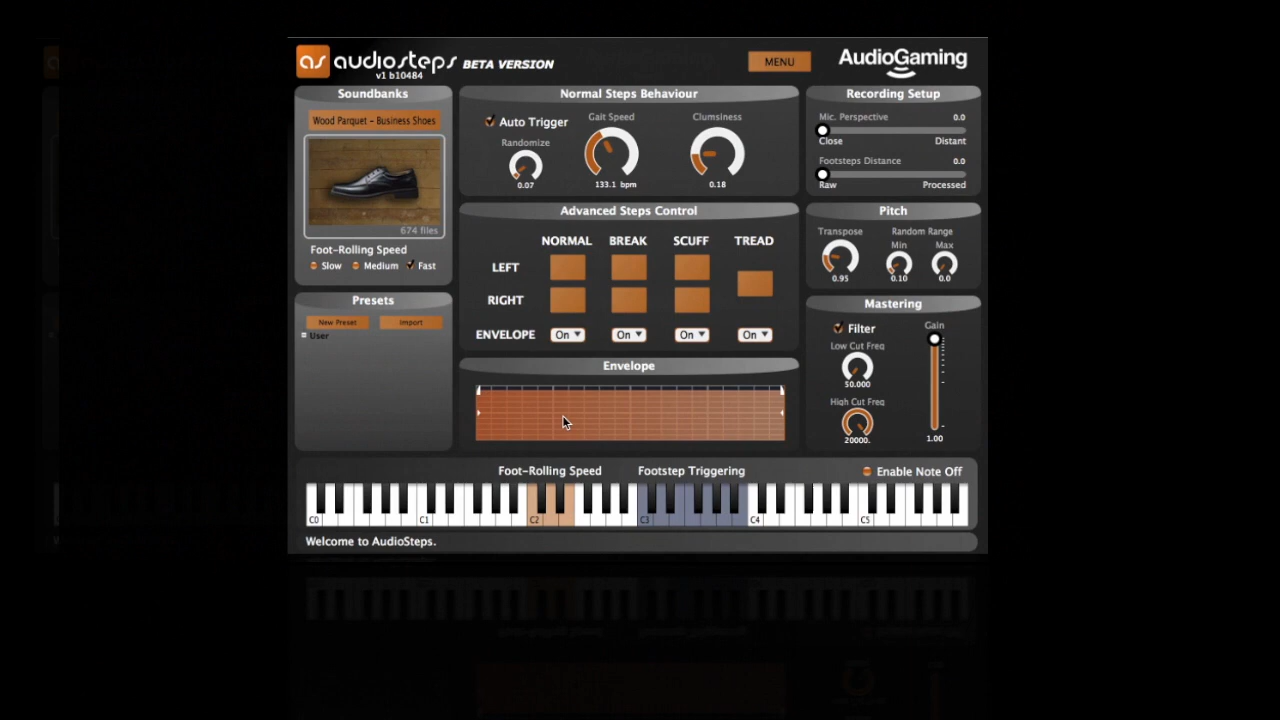 as audiosteps BETA VERSION
v1 b10484
MENU
AudioGaming
Soundbanks
Wood Parquet - Business Shoes
674 files
Foot-Rolling Speed
Slow Medium Fast
Presets
New Preset Import
User
Normal Steps Behaviour
Auto Trigger
Randomize
0.07
Gait Speed
133.1 bpm
Clumsiness
0.18
Advanced Steps Control
NORMAL BREAK SCUFF TREAD
LEFT
RIGHT
ENVELOPE On On On On
Envelope
Recording Setup
Mic. Perspective 0.0
Close Distant
Footsteps Distance 0.0
Raw Processed
Pitch
Transpose
0.95
Random Range
Min Max
0.10 0.0
Mastering
Filter
Low Cut Freq
50.000
High Cut Freq
20000.
Gain
1.00
Foot-Rolling Speed Footstep Triggering Enable Note Off
C0 C1 C2 C3 C4 C5
Welcome to AudioSteps.